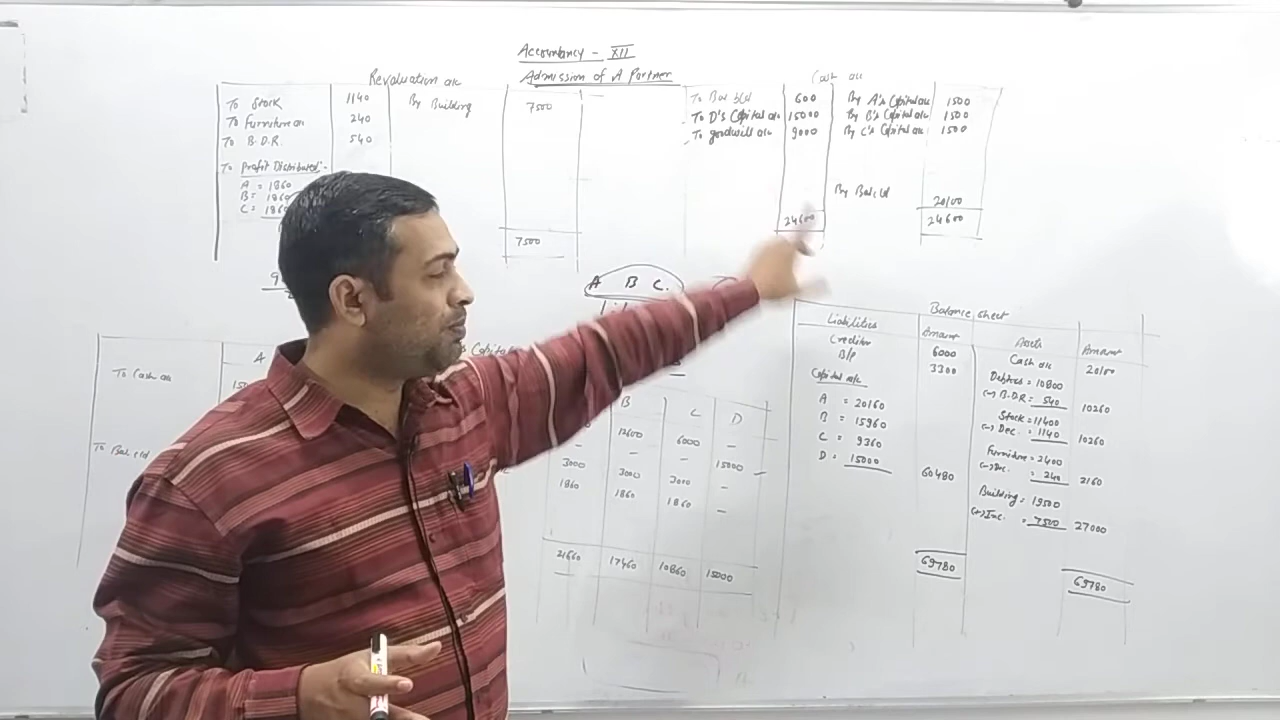 Accountancy - XII
Admission of A Partner
Revaluation a/c
To Stock 1140 By Building 7500
To Furniture a/c 240
To B.D.R. 540
To Profit Distributed:-
A = 1860
B = 1860
C = 186
7500
Cash a/c
To Bal b/d 600 By A's Capital a/c 1500
To D's Capital a/c 15000 By B's Capital a/c 1500
To goodwill a/c 9000 By C's Capital a/c 1500
By Bal c/d 20100
24600 24600
A B C.
Capital
A B C D
To Cash a/c 150
12600 6000 -
- - 15000
3000 3000 3000 -
1860 1860 1860 -
To Bal c/d
21660 17460 10860 15000
Balance sheet
Liabilities Amount Assets Amount
Creditor 6000 Cash a/c 20100
B/P 3300 Debtors = 10800
(-) B.D.R = 540 10260
Capital a/c Stock = 11400
A = 20160 (-) Dec. = 1140 10260
B = 15960 Furniture = 2400
C = 9360 (-) Dec. = 240 2160
D = 15000 60480 Building = 19500
(+) Inc. = 7500 27000
69780 69780